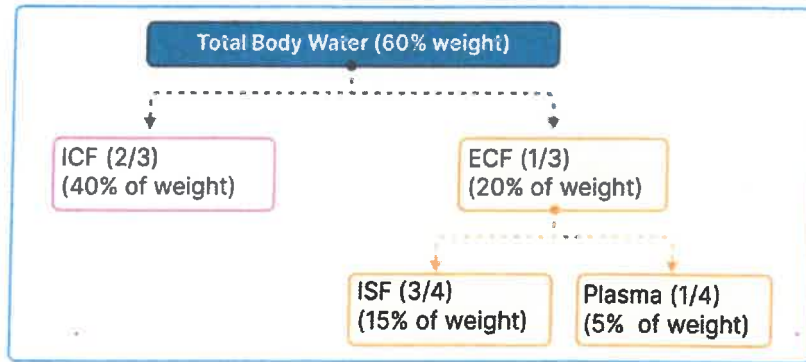 Total Body Water (60% weight)
ICF (2/3)
(40% of weight)
ECF (1/3)
(20% of weight)
ISF (3/4)
(15% of weight)
Plasma (1/4)
(5% of weight)